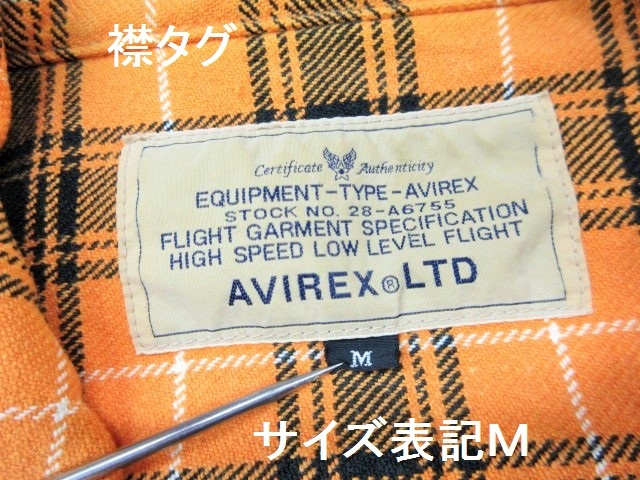 襟タグ
Certificate Authenticity
EQUIPMENT-TYPE-AVIREX
STOCK NO. 28-A6755
FLIGHT GARMENT SPECIFICATION
HIGH SPEED LOW LEVEL FLIGHT
AVIREX®LTD
M
サイズ表記M